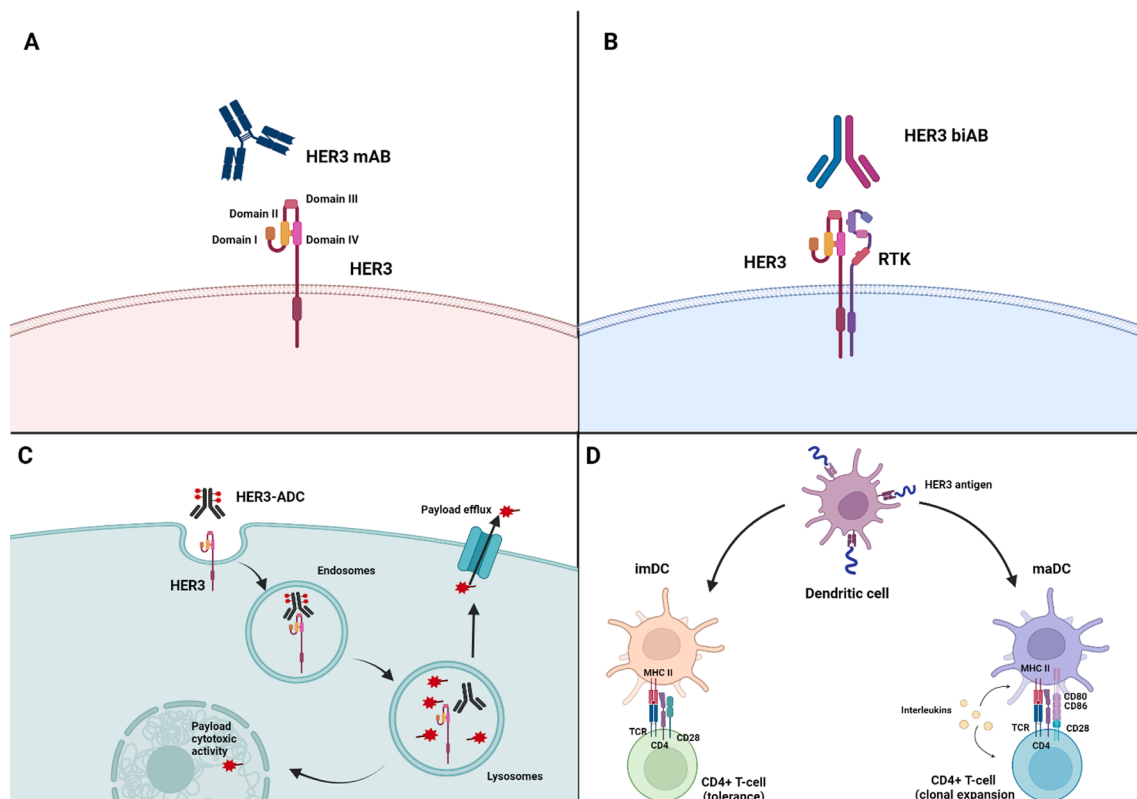 A
HER3 mAB
Domain III
Domain II
Domain I
Domain IV
HER3
B
HER3 biAB
HER3
RTK
C
HER3-ADC
Payload efflux
HER3
Endosomes
Payload
cytotoxic
activity
Lysosomes
D
HER3 antigen
imDC
maDC
Dendritic cell
MHC II
TCR
CD4
CD28
CD4+ T-cell
(tolerance)
MHC II
CD80
CD86
Interleukins
CD28
CD4
CD4+ T-cell
(clonal expansion